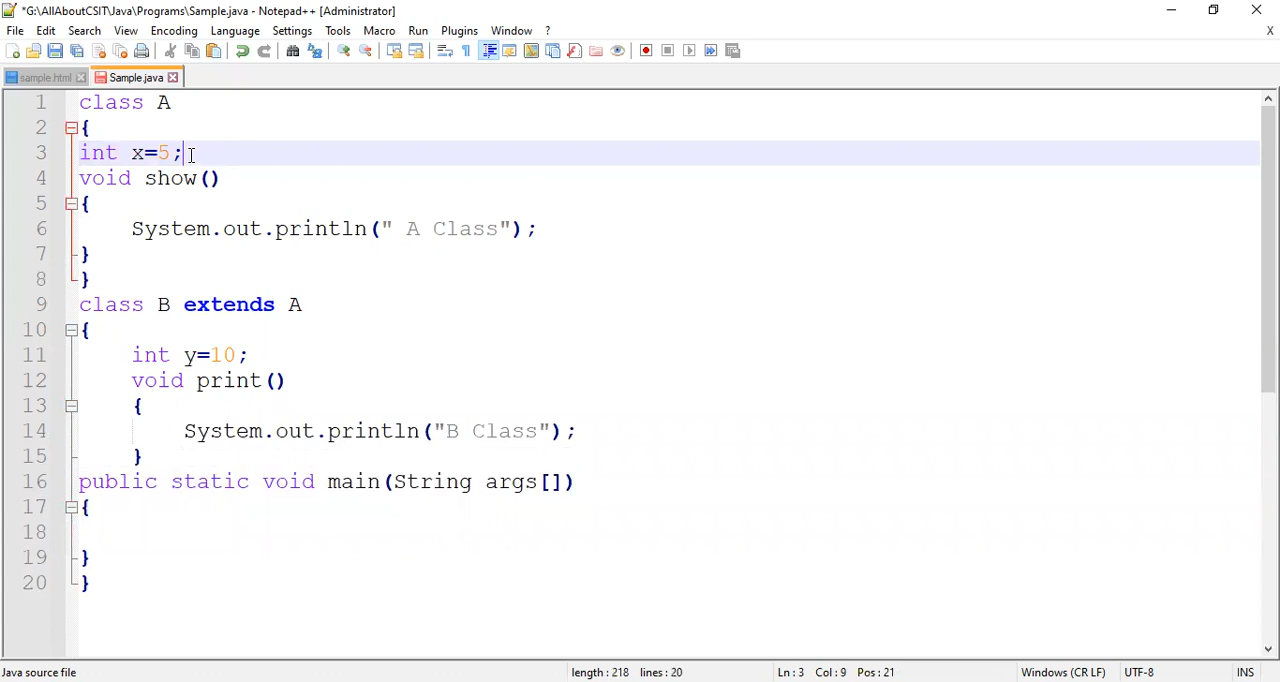 *G:\AllAboutCSIT\Java\Programs\Sample.java - Notepad++ [Administrator]
File Edit Search View Encoding Language Settings Tools Macro Run Plugins Window ? X
sample.html Sample.java
1 class A
2 {
3 int x=5;
4 void show()
5 {
6 System.out.println(" A Class");
7 }
8 }
9 class B extends A
10 {
11 int y=10;
12 void print()
13 {
14 System.out.println("B Class");
15 }
16 public static void main(String args[])
17 {
18
19 }
20 }
Java source file length : 218 lines : 20 Ln : 3 Col : 9 Pos : 21 Windows (CR LF) UTF-8 INS